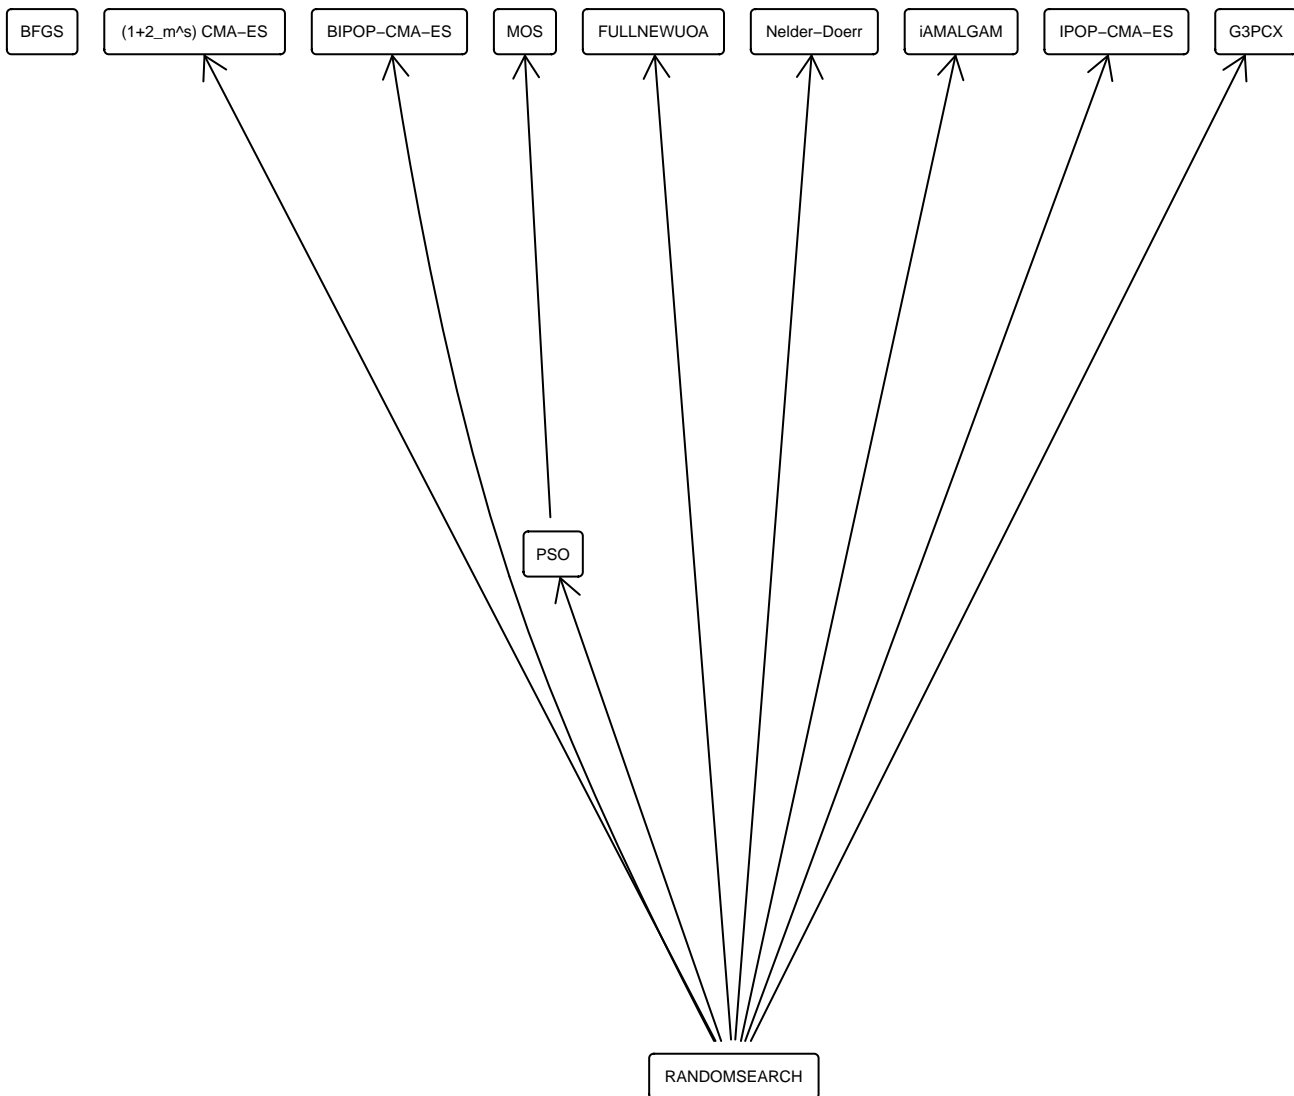 BFGS
(1+2_m^s) CMA−ES
BIPOP−CMA−ES
MOS
FULLNEWUOA
Nelder−Doerr
iAMALGAM
IPOP−CMA−ES
G3PCX
PSO
RANDOMSEARCH